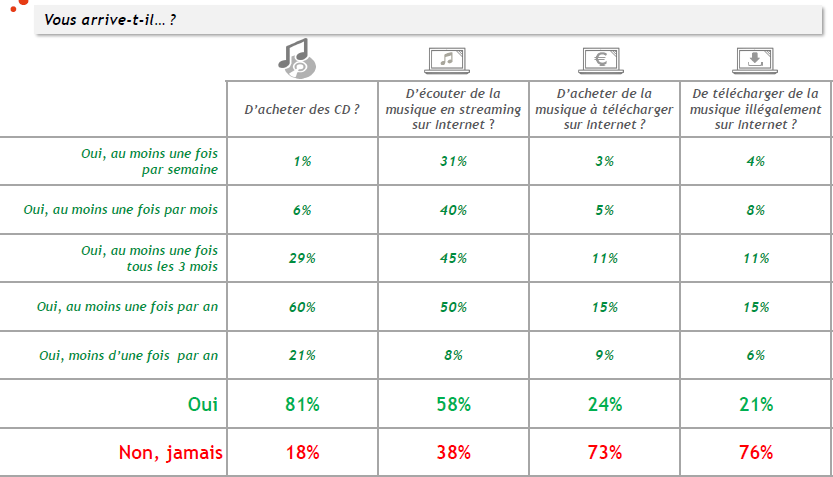 Vous arrive-t-il… ?
D’acheter des CD ?
D’écouter de la
musique en streaming
sur Internet ?
D’acheter de la
musique à télécharger
sur Internet ?
De télécharger de la
musique illégalement
sur Internet ?
Oui, au moins une fois
par semaine
1% 31% 3% 4%
Oui, au moins une fois par mois 6% 40% 5% 8%
Oui, au moins une fois
tous les 3 mois
29% 45% 11% 11%
Oui, au moins une fois par an 60% 50% 15% 15%
Oui, moins d’une fois par an 21% 8% 9% 6%
Oui 81% 58% 24% 21%
Non, jamais 18% 38% 73% 76%